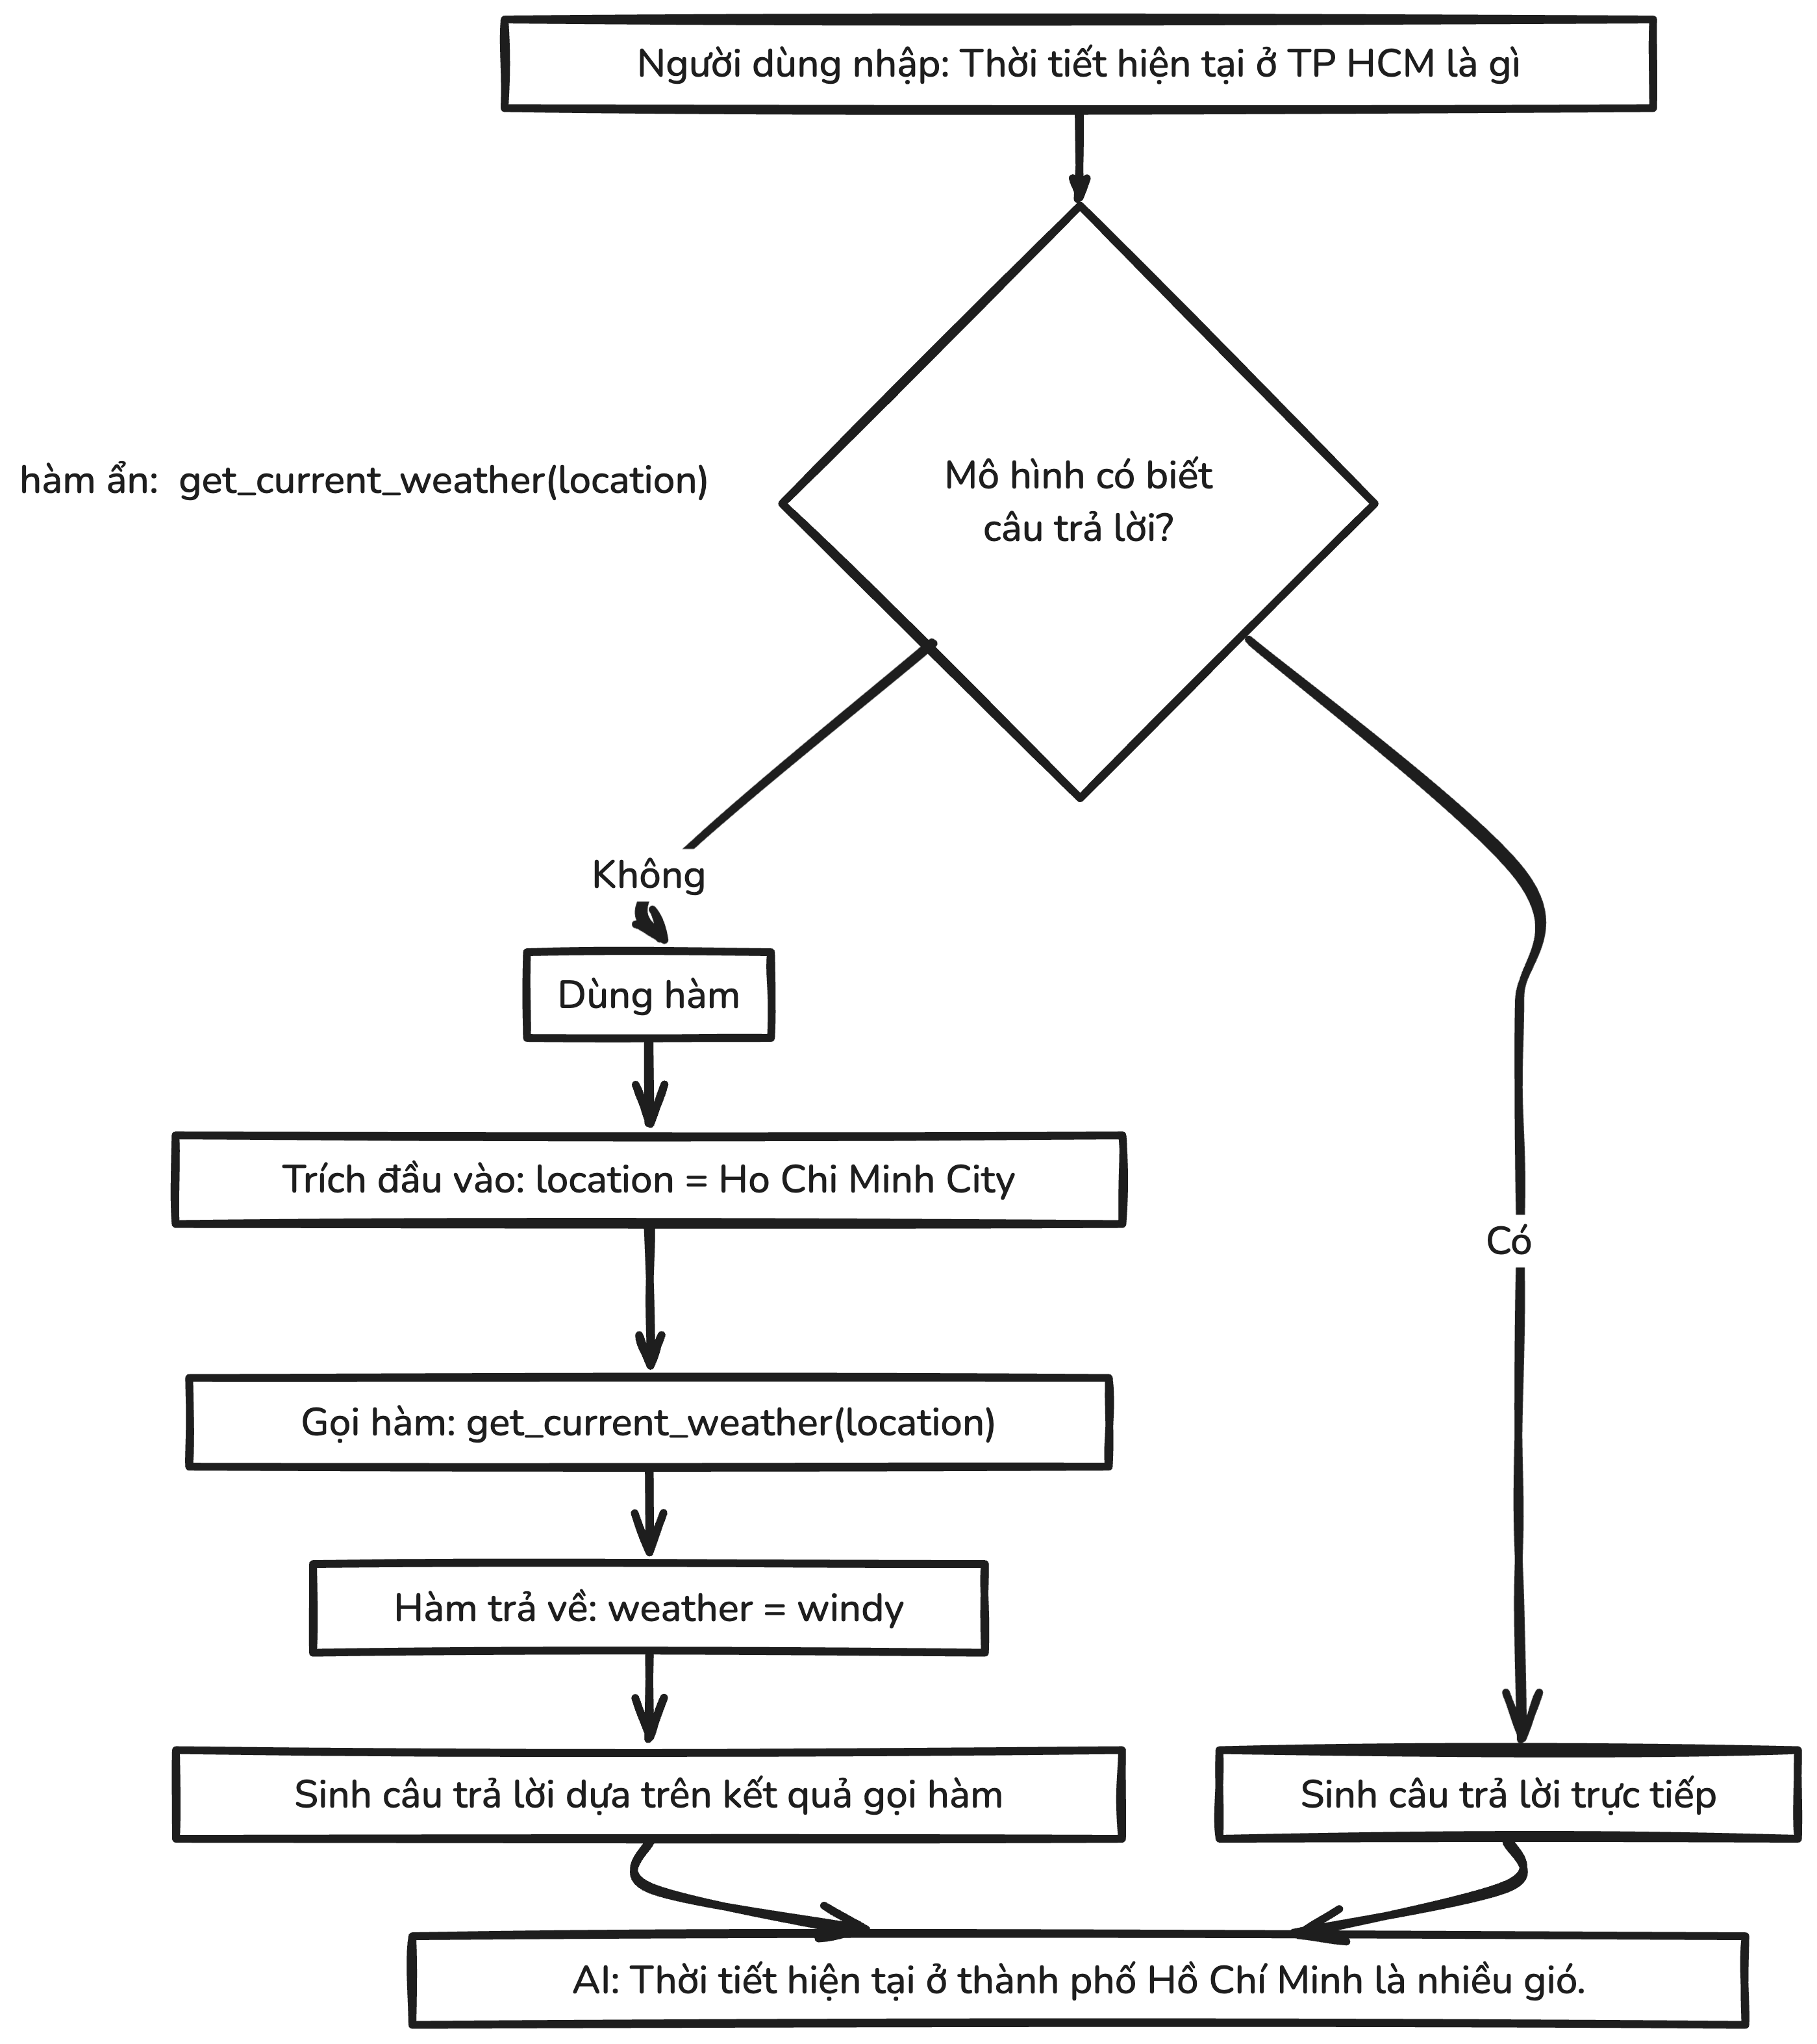 Người dùng nhập: Thời tiết hiện tại ở TP HCM là gì
hàm ẩn:  get_current_weather(location)
Mô hình có biết
câu trả lời?
Không
Dùng hàm
Trích đầu vào: location = Ho Chi Minh City
Có
Gọi hàm: get_current_weather(location)
Hàm trả về: weather = windy
Sinh câu trả lời dựa trên kết quả gọi hàm
Sinh câu trả lời trực tiếp
AI: Thời tiết hiện tại ở thành phố Hồ Chí Minh là nhiều gió.